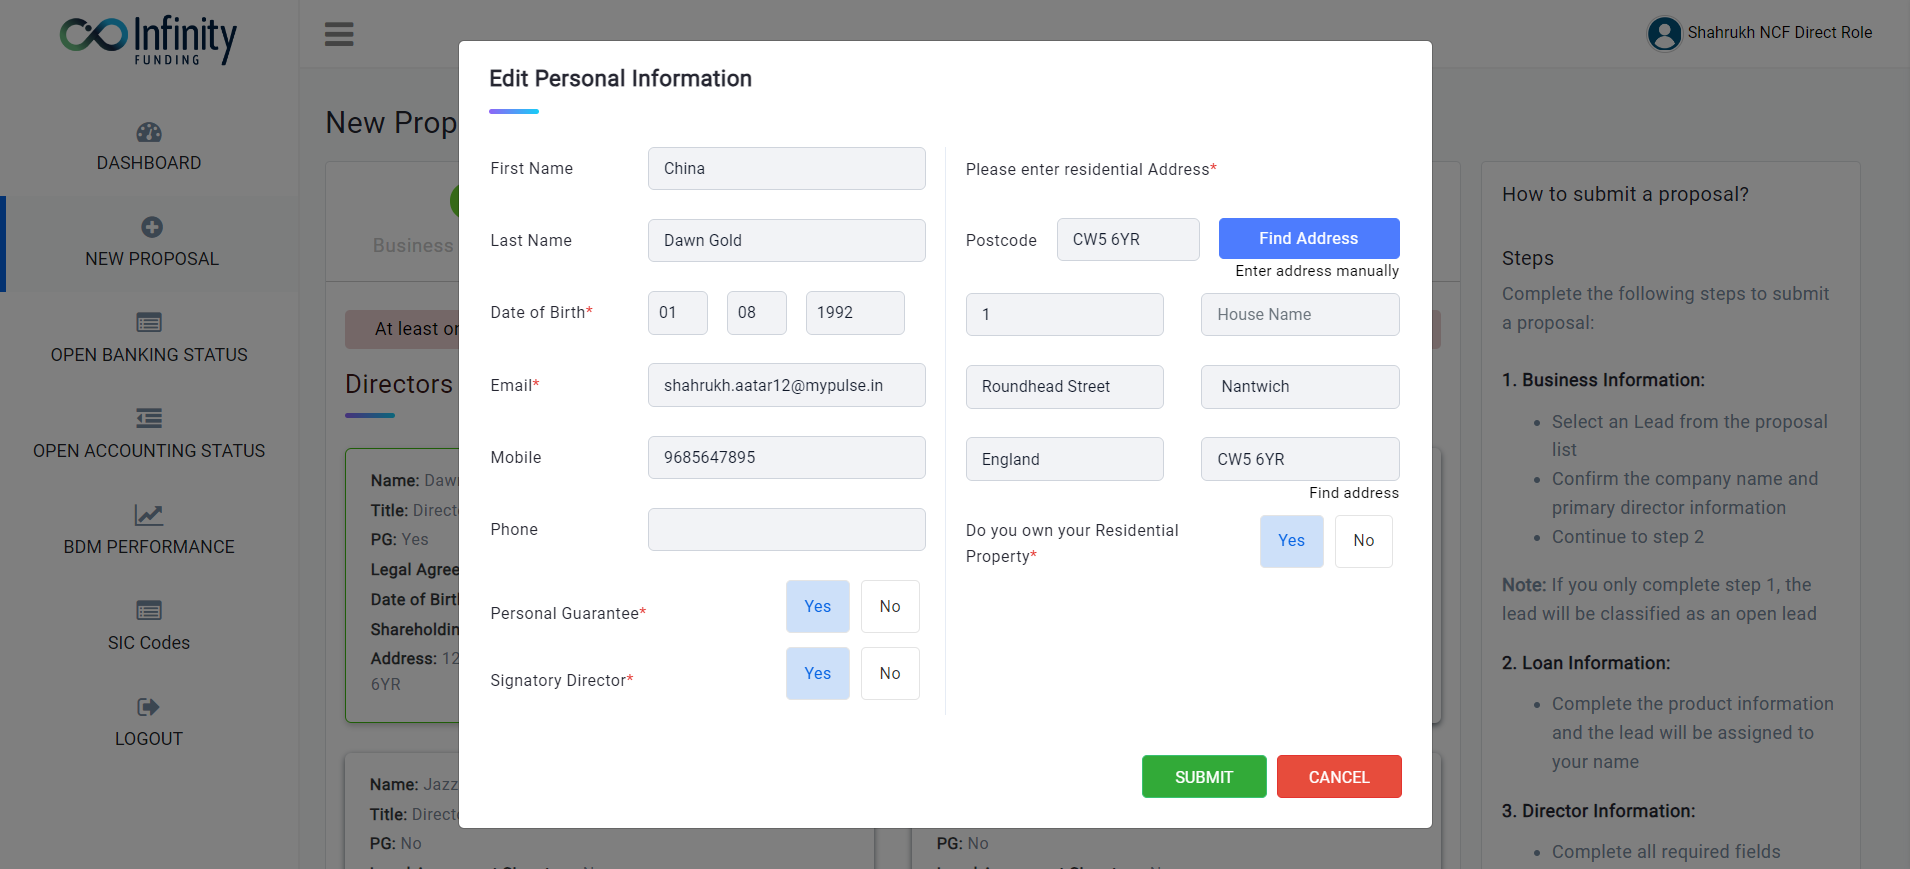 Infinity
FUNDING
Shahrukh NCF Direct Role
DASHBOARD
NEW PROPOSAL
OPEN BANKING STATUS
OPEN ACCOUNTING STATUS
BDM PERFORMANCE
SIC Codes
LOGOUT
New Prop
Business
At least
Directors
Name: Daw
Title: Direct
PG: Yes
Legal Agree
Date of Birt
Shareholdin
Address: 12
6YR
Name: Jazz
Title: Direct
PG: No
PG: No
Edit Personal Information
First Name China
Last Name Dawn Gold
Date of Birth* 01 08 1992
Email* shahrukh.aatar12@mypulse.in
Mobile 9685647895
Phone
Personal Guarantee* Yes No
Signatory Director* Yes No
Please enter residential Address*
Postcode CW5 6YR Find Address
Enter address manually
1 House Name
Roundhead Street Nantwich
England CW5 6YR
Find address
Do you own your Residential
Property* Yes No
SUBMIT CANCEL
How to submit a proposal?
Steps
Complete the following steps to submit
a proposal:
1. Business Information:
• Select an Lead from the proposal
list
• Confirm the company name and
primary director information
• Continue to step 2
Note: If you only complete step 1, the
lead will be classified as an open lead
2. Loan Information:
• Complete the product information
and the lead will be assigned to
your name
3. Director Information:
• Complete all required fields